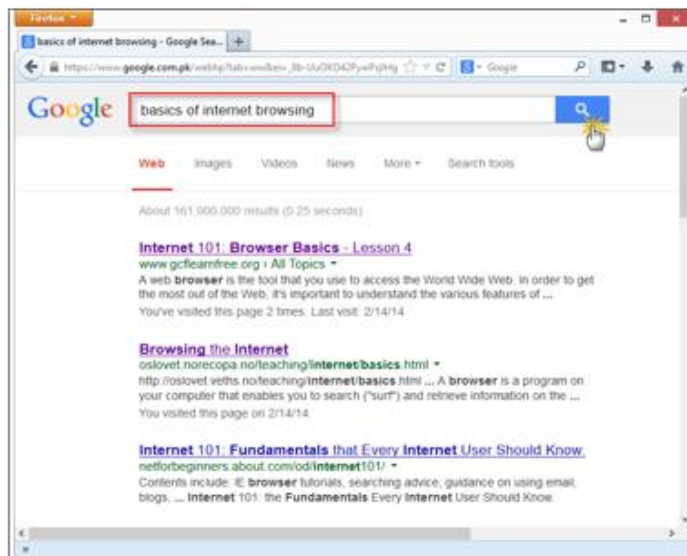 Firefox
basics of internet browsing - Google Sea...
https://www.google.com.pk/webhp?tab=ww&ei=
Google
Google
basics of internet browsing
Web Images Videos News More Search tools
About 161,000,000 results (0.25 seconds)
Internet 101: Browser Basics - Lesson 4
www.gcflearnfree.org › All Topics
A web browser is the tool that you use to access the World Wide Web. In order to get
the most out of the Web, it's important to understand the various features of ...
You've visited this page 2 times. Last visit: 2/14/14
Browsing the Internet
oslovet.norecopa.no/teaching/internet/basics.html
http://oslovet.veths.no/teaching/internet/basics.html ... A browser is a program on
your computer that enables you to search ("surf") and retrieve information on the ...
You visited this page on 2/14/14.
Internet 101: Fundamentals that Every Internet User Should Know.
netforbeginners.about.com/od/internet101/
Contents include: IE browser tutorials, searching advice, guidance on using email,
blogs, ... Internet 101: the Fundamentals Every Internet User Should Know.